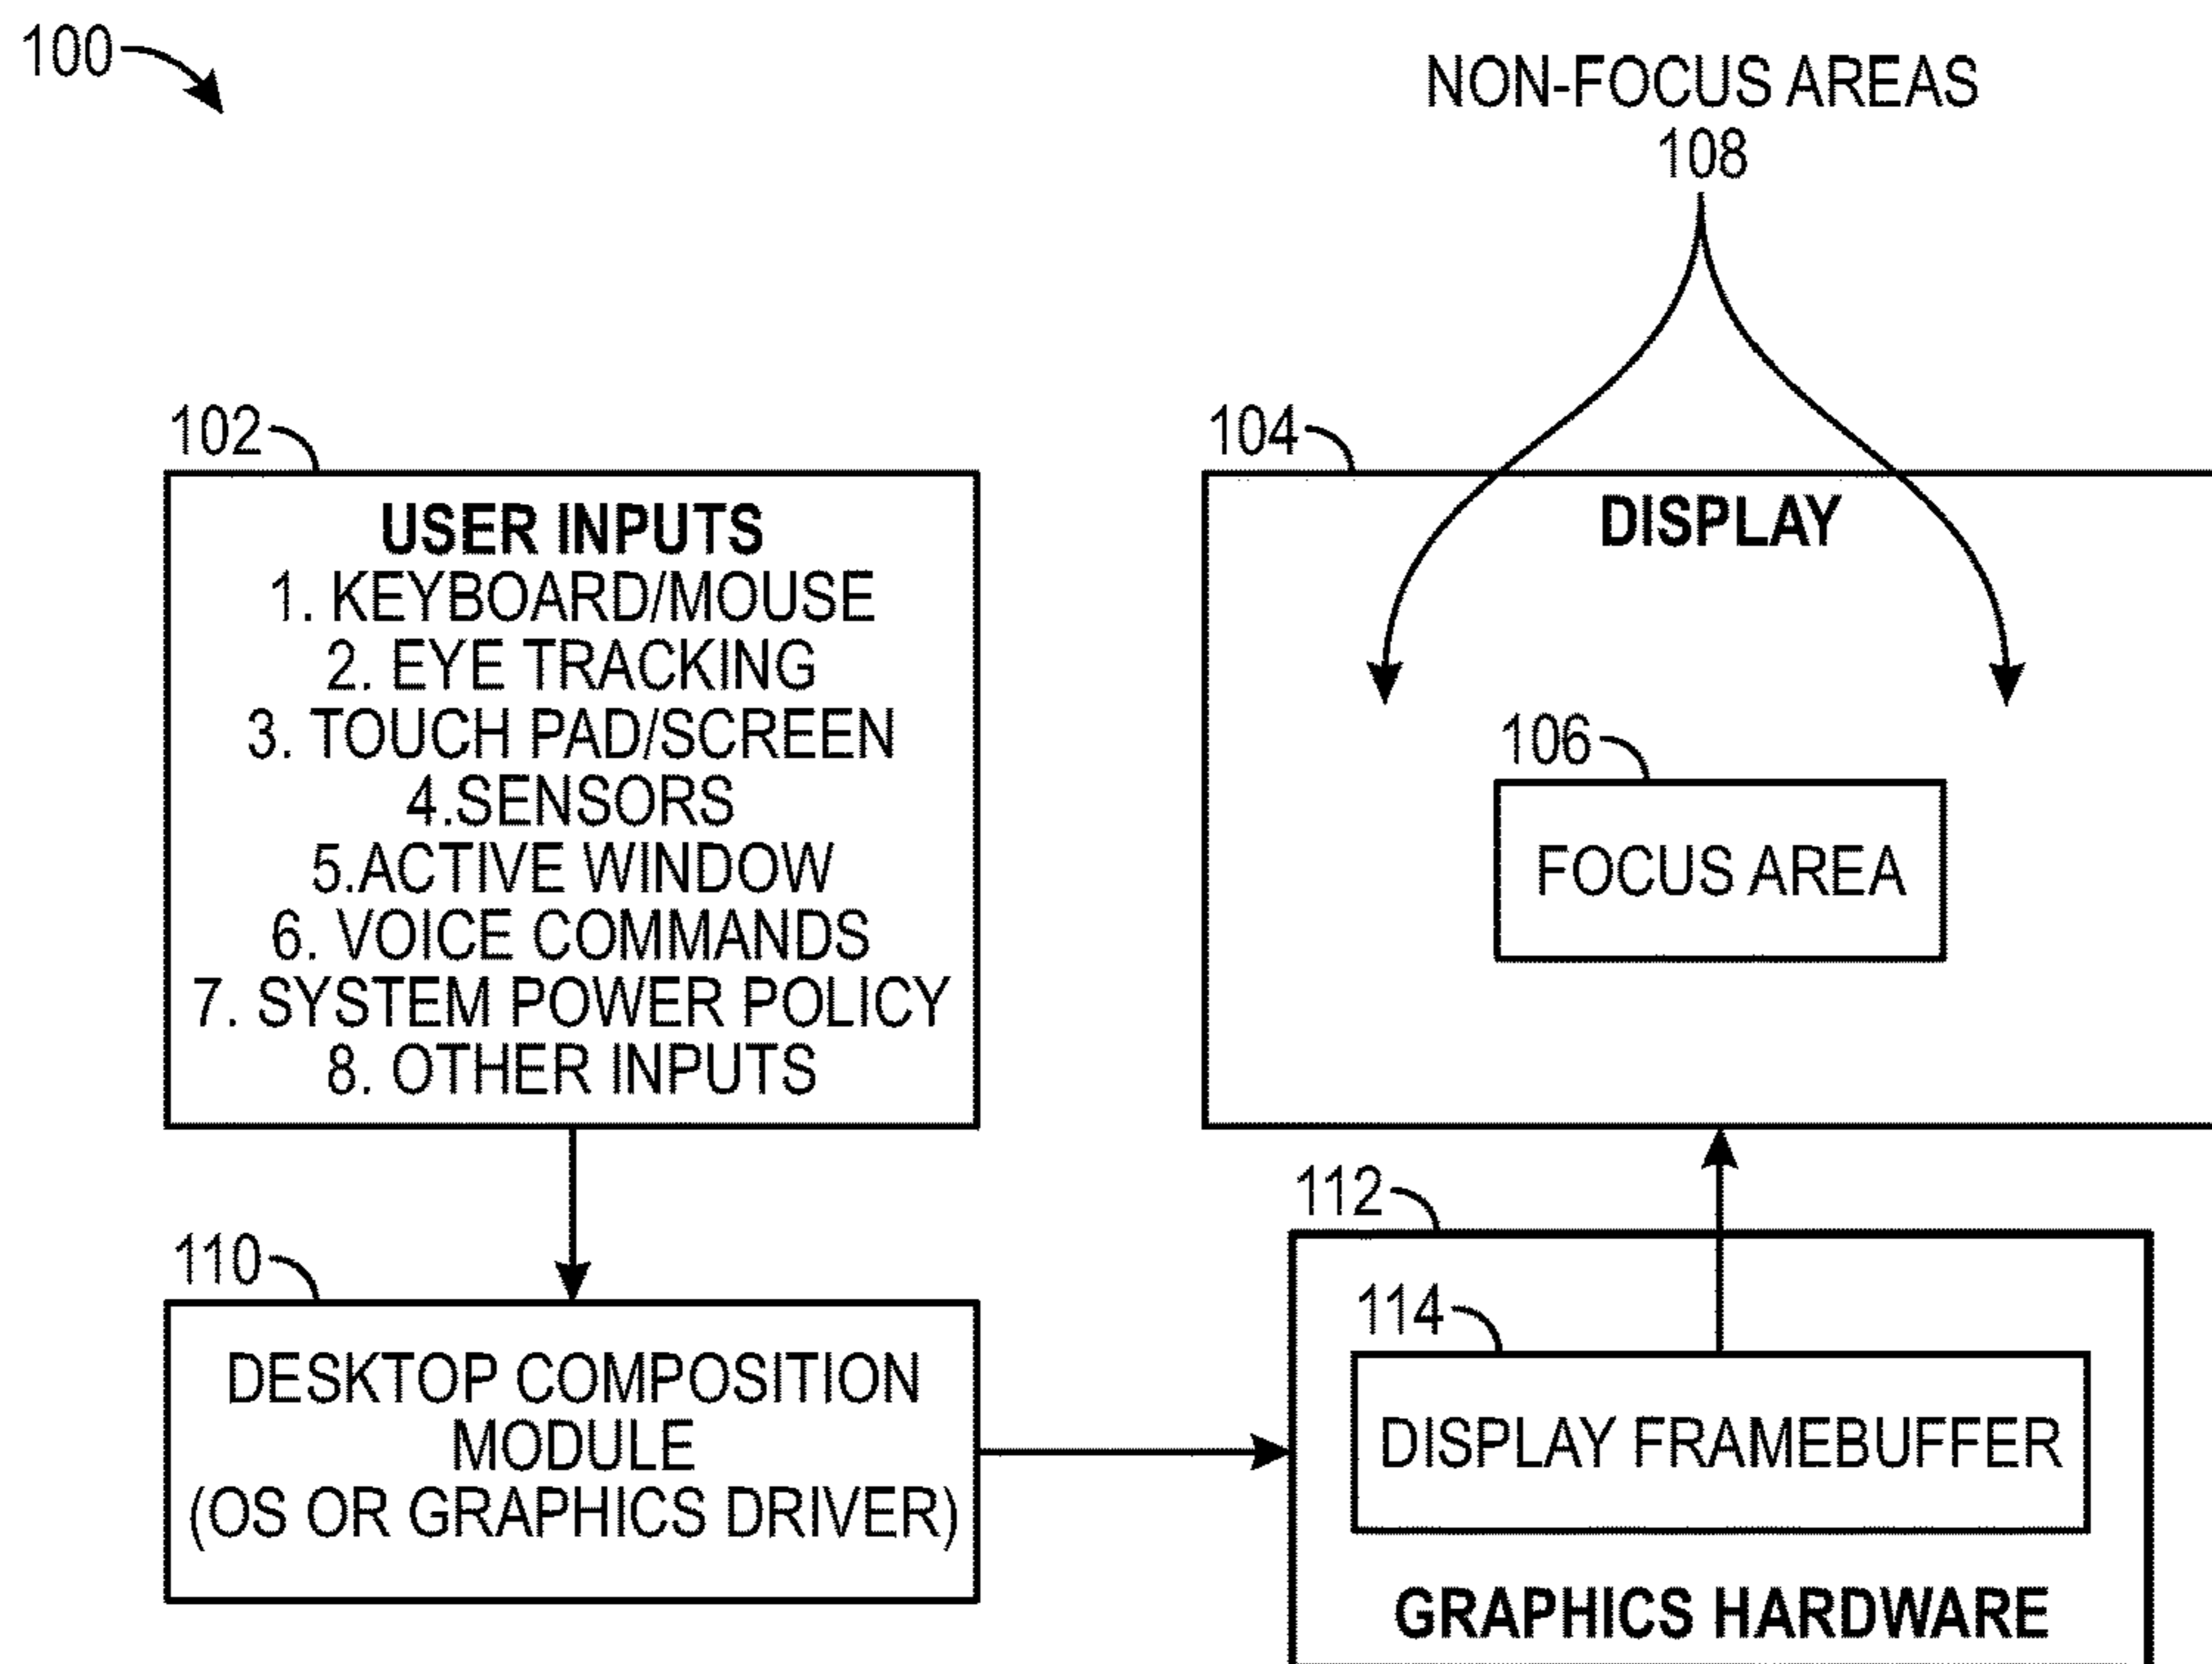 100
NON-FOCUS AREAS
108
102
USER INPUTS
1. KEYBOARD/MOUSE
2. EYE TRACKING
3. TOUCH PAD/SCREEN
4.SENSORS
5.ACTIVE WINDOW
6. VOICE COMMANDS
7. SYSTEM POWER POLICY
8. OTHER INPUTS
104
DISPLAY
106
FOCUS AREA
110
DESKTOP COMPOSITION
MODULE
(OS OR GRAPHICS DRIVER)
112
114
DISPLAY FRAMEBUFFER
GRAPHICS HARDWARE